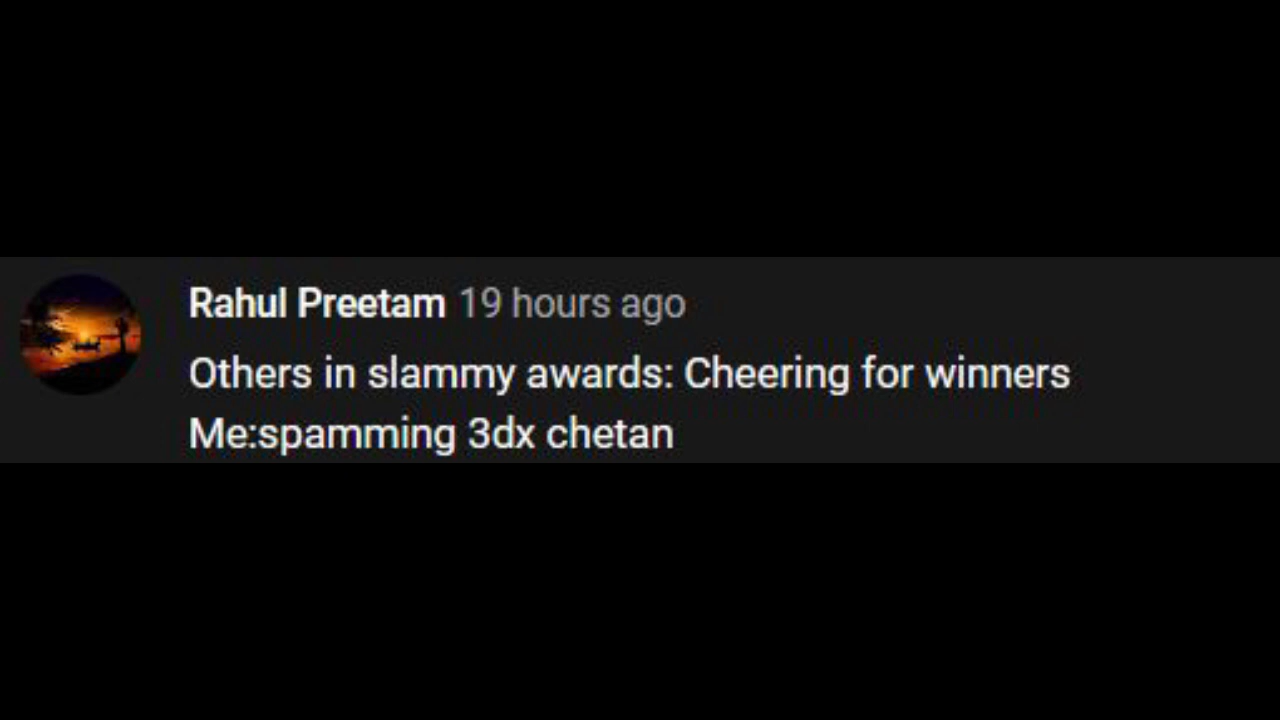 Rahul Preetam 19 hours ago
Others in slammy awards: Cheering for winners
Me:spamming 3dx chetan